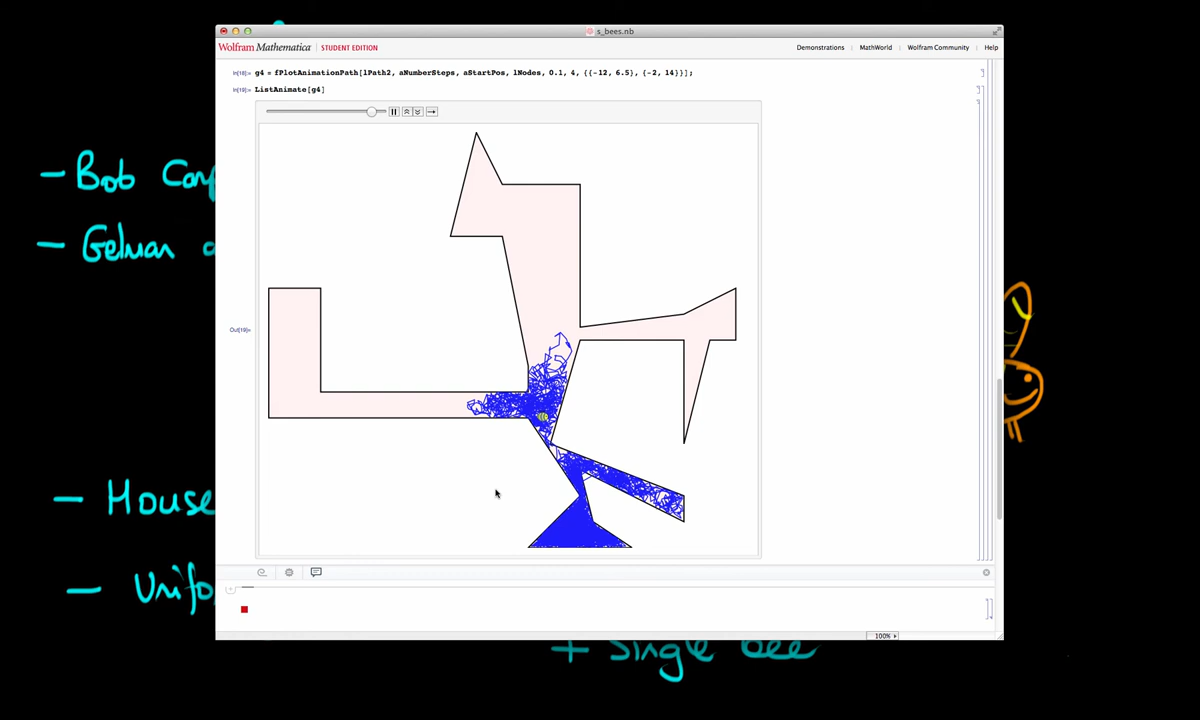 s_bees.nb
Wolfram Mathematica | STUDENT EDITION
Demonstrations MathWorld Wolfram Community Help
In[18]:= g4 = fPlotAnimationPath[lPath2, aNumberSteps, aStartPos, lNodes, 0.1, 4, {{-12, 6.5}, {-2, 14}}];
In[19]:= ListAnimate[g4]
- Bob
- Gelman
Out[19]=
- House
-
100%
+ single bee